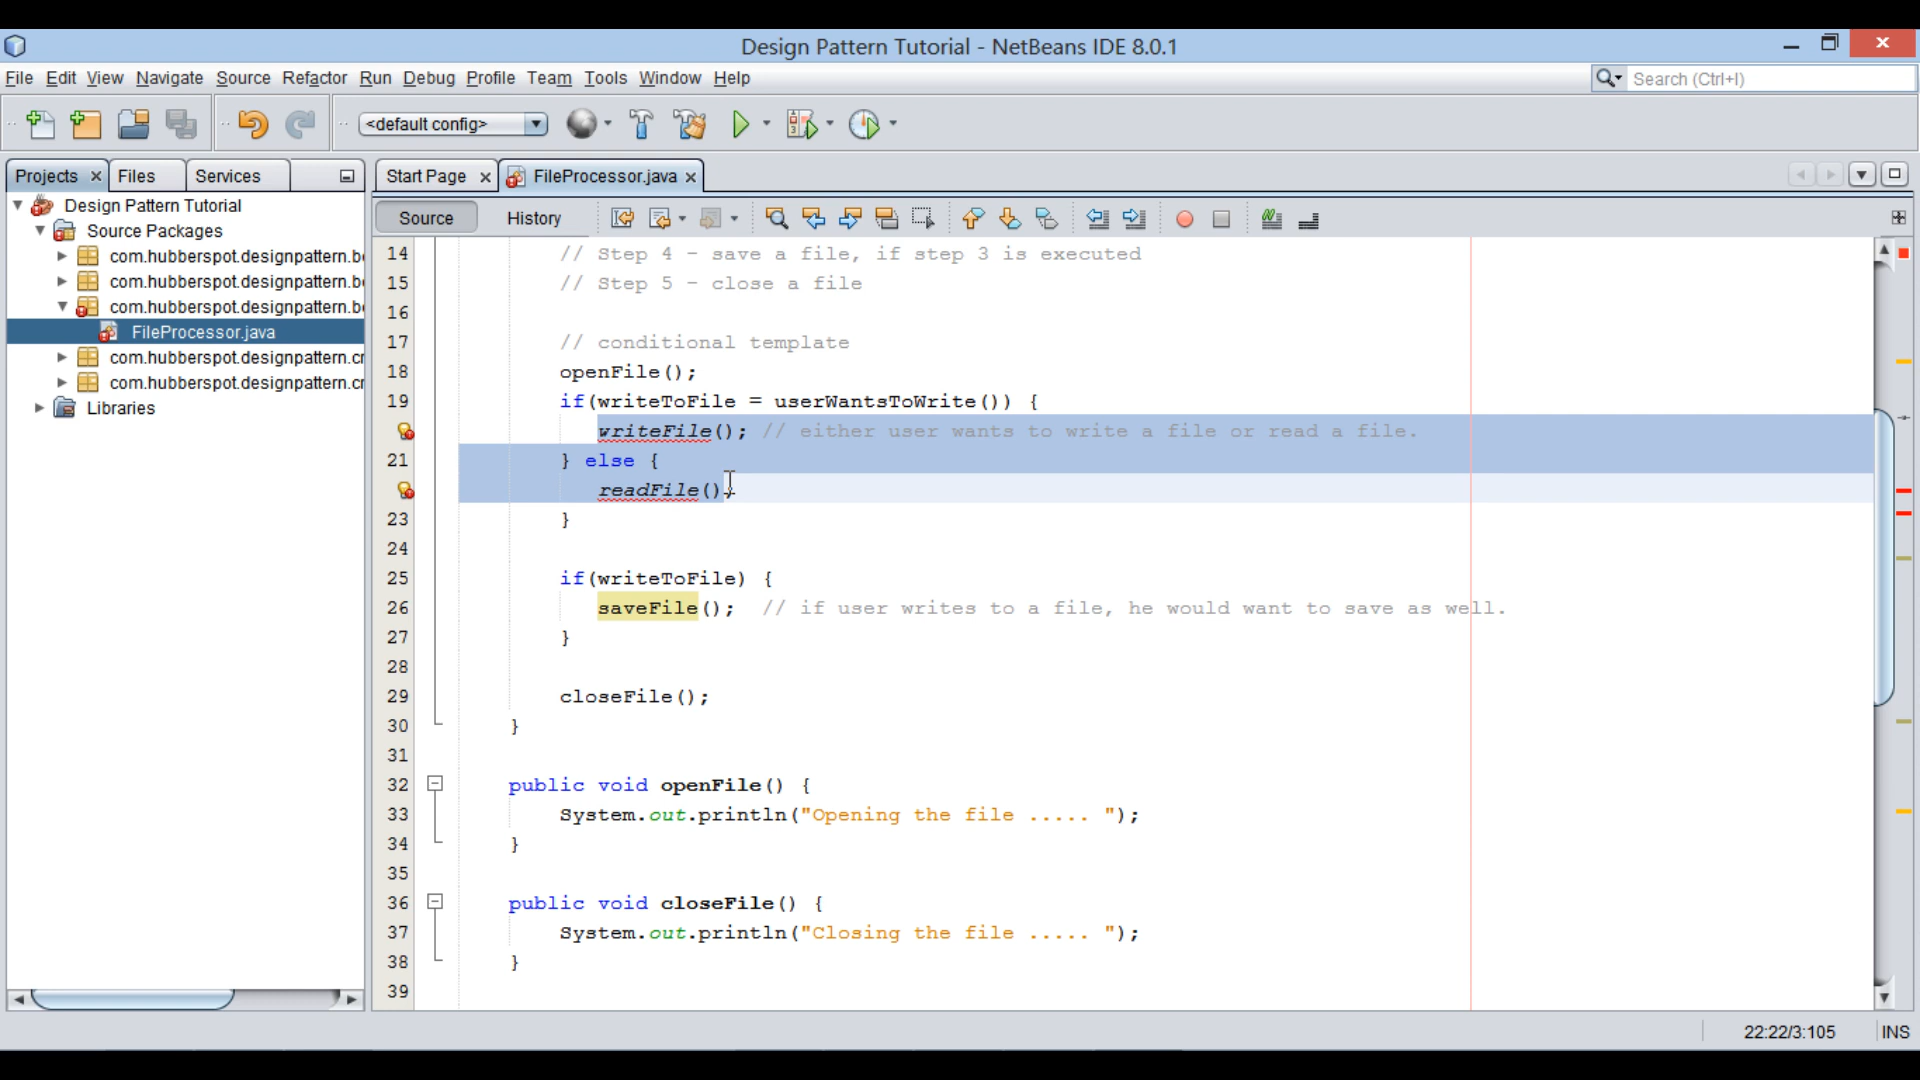 Design Pattern Tutorial - NetBeans IDE 8.0.1
File Edit View Navigate Source Refactor Run Debug Profile Team Tools Window Help
Search (Ctrl+I)
<default config>
Projects Files Services
Start Page FileProcessor.java
Source History
Design Pattern Tutorial
Source Packages
com.hubberspot.designpattern.b
com.hubberspot.designpattern.b
com.hubberspot.designpattern.b
FileProcessor.java
com.hubberspot.designpattern.cr
com.hubberspot.designpattern.cr
Libraries
14 // Step 4 - save a file, if step 3 is executed
15 // Step 5 - close a file
16
17 // conditional template
18 openFile();
19 if(writeToFile = userWantsToWrite()) {
writeFile(); // either user wants to write a file or read a file.
21 } else {
readFile();
23 }
24
25 if(writeToFile) {
26 saveFile(); // if user writes to a file, he would want to save as well.
27 }
28
29 closeFile();
30 }
31
32 public void openFile() {
33 System.out.println("Opening the file ..... ");
34 }
35
36 public void closeFile() {
37 System.out.println("Closing the file ..... ");
38 }
39
22:22/3:105 INS